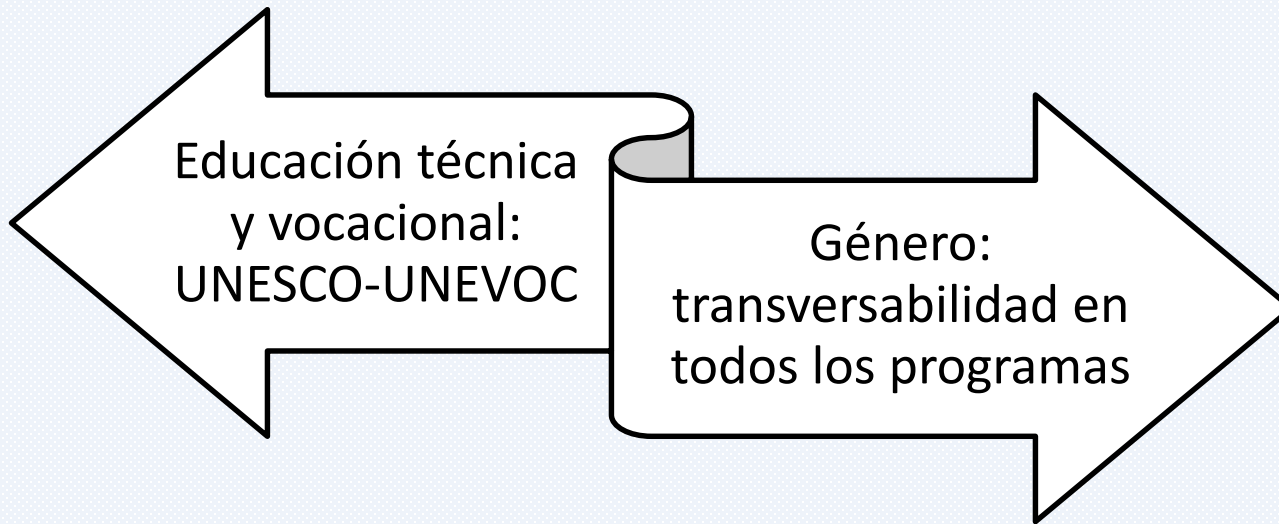 Educación técnica
y vocacional:
UNESCO-UNEVOC
Género:
transversabilidad en
todos los programas